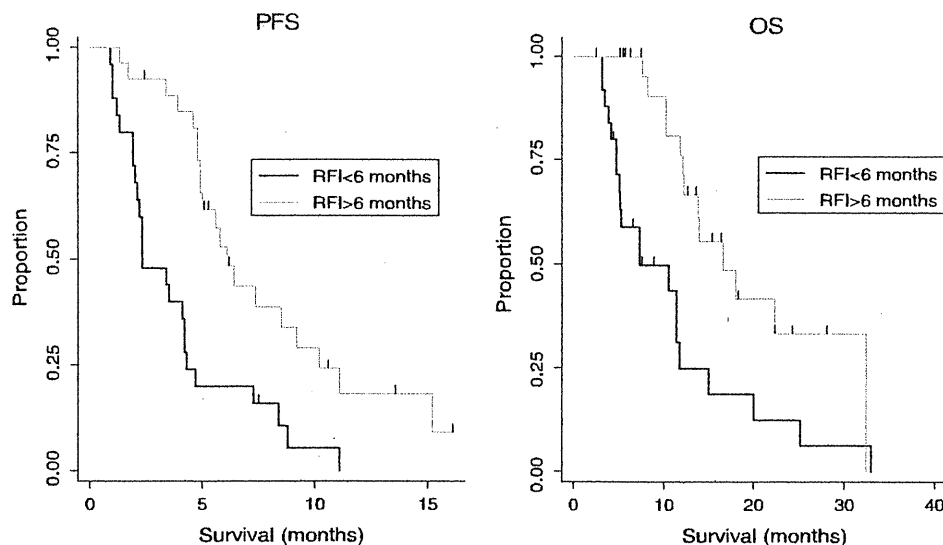 PFS
OS
1.00
0.75
0.50
0.25
0.00
Proportion
RFI<6 months
RFI>6 months
0
5
10
15
Survival (months)
1.00
0.75
0.50
0.25
0.00
Proportion
RFI<6 months
RFI>6 months
0
10
20
30
40
Survival (months)